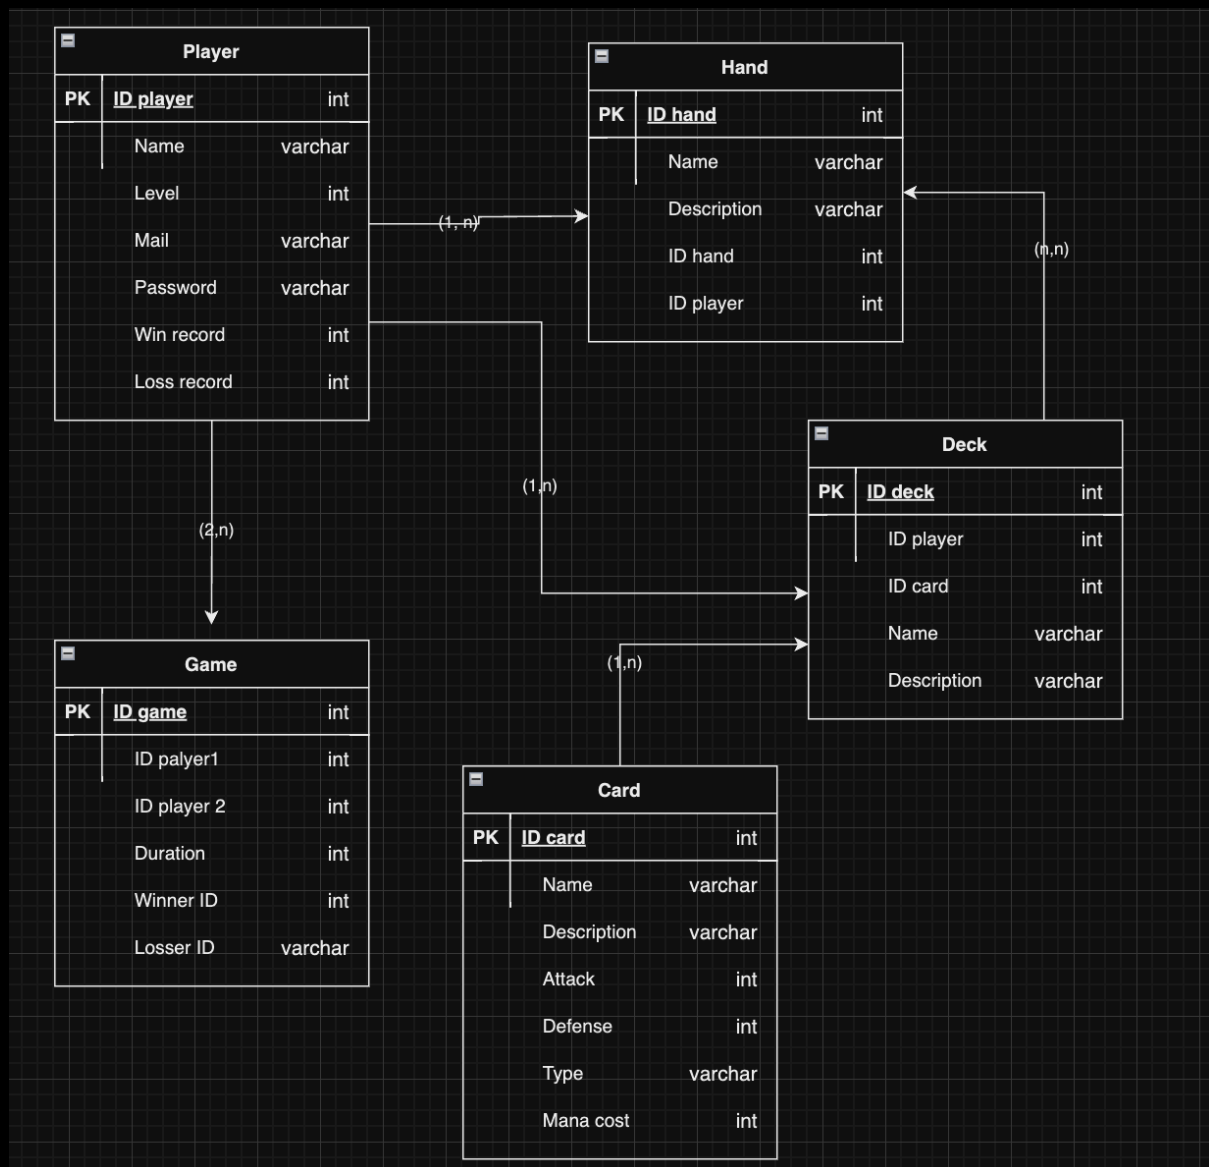 Player
PK ID player int
Name varchar
Level int
Mail varchar
Password varchar
Win record int
Loss record int
(1, n)
Hand
PK ID hand int
Name varchar
Description varchar
ID hand int
ID player int
(n,n)
(1,n)
(2,n)
Deck
PK ID deck int
ID player int
ID card int
Name varchar
Description varchar
(1,n)
Game
PK ID game int
ID palyer1 int
ID player 2 int
Duration int
Winner ID int
Losser ID varchar
Card
PK ID card int
Name varchar
Description varchar
Attack int
Defense int
Type varchar
Mana cost int